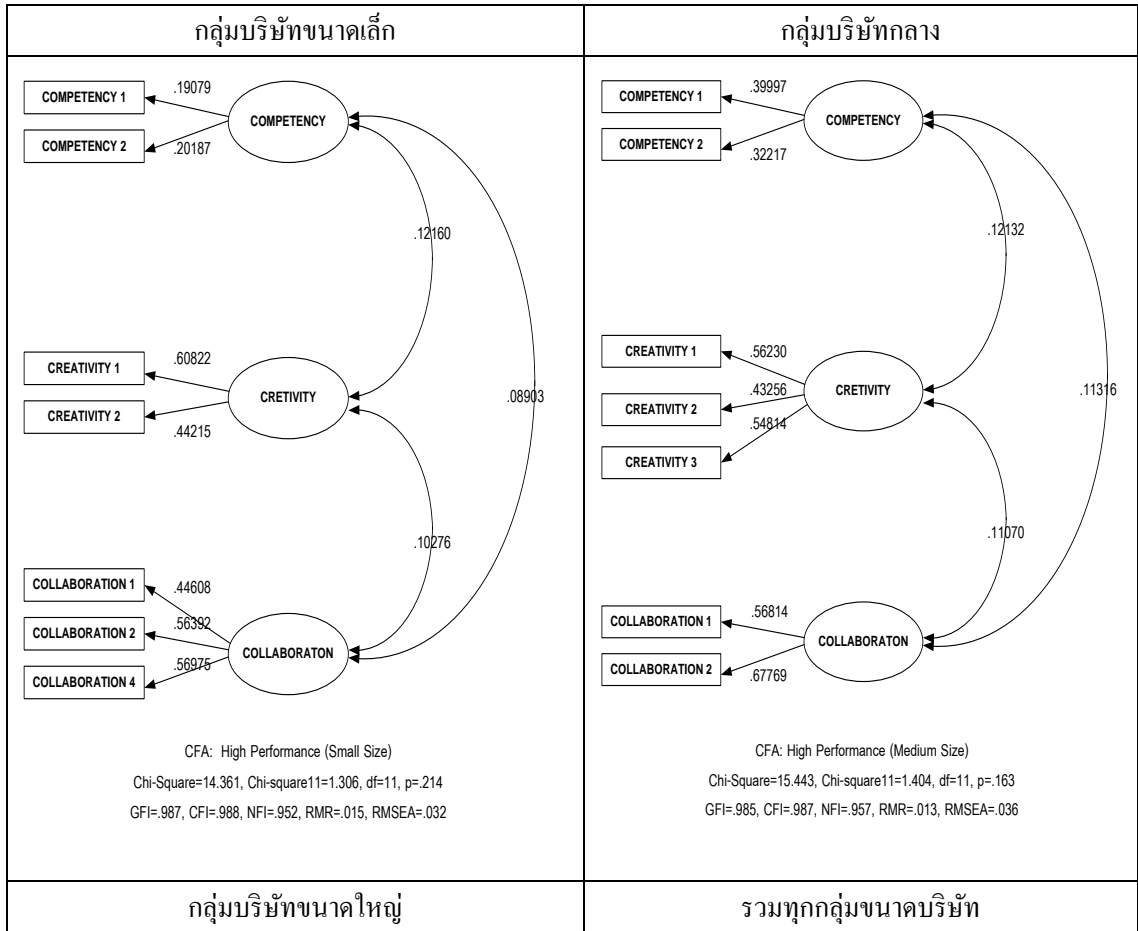 กลุ่มบริษัทขนาดเล็ก
COMPETENCY 1
.19079
COMPETENCY 2
.20187
COMPETENCY
.12160
CREATIVITY 1
.60822
CREATIVITY 2
.44215
CRETIVITY
.08903
.10276
COLLABORATION 1
.44608
COLLABORATION 2
.56392
COLLABORATION 4
.56975
COLLABORATON
CFA: High Performance (Small Size)
Chi-Square=14.361, Chi-square11=1.306, df=11, p=.214
GFI=.987, CFI=.988, NFI=.952, RMR=.015, RMSEA=.032
กลุ่มบริษัทกลาง
COMPETENCY 1
.39997
COMPETENCY 2
.32217
COMPETENCY
.12132
CREATIVITY 1
.56230
CREATIVITY 2
.43256
CREATIVITY 3
.54814
CRETIVITY
.11316
.11070
COLLABORATION 1
.56814
COLLABORATION 2
.67769
COLLABORATON
CFA: High Performance (Medium Size)
Chi-Square=15.443, Chi-square11=1.404, df=11, p=.163
GFI=.985, CFI=.987, NFI=.957, RMR=.013, RMSEA=.036
กลุ่มบริษัทขนาดใหญ่
รวมทุกกลุ่มขนาดบริษัท